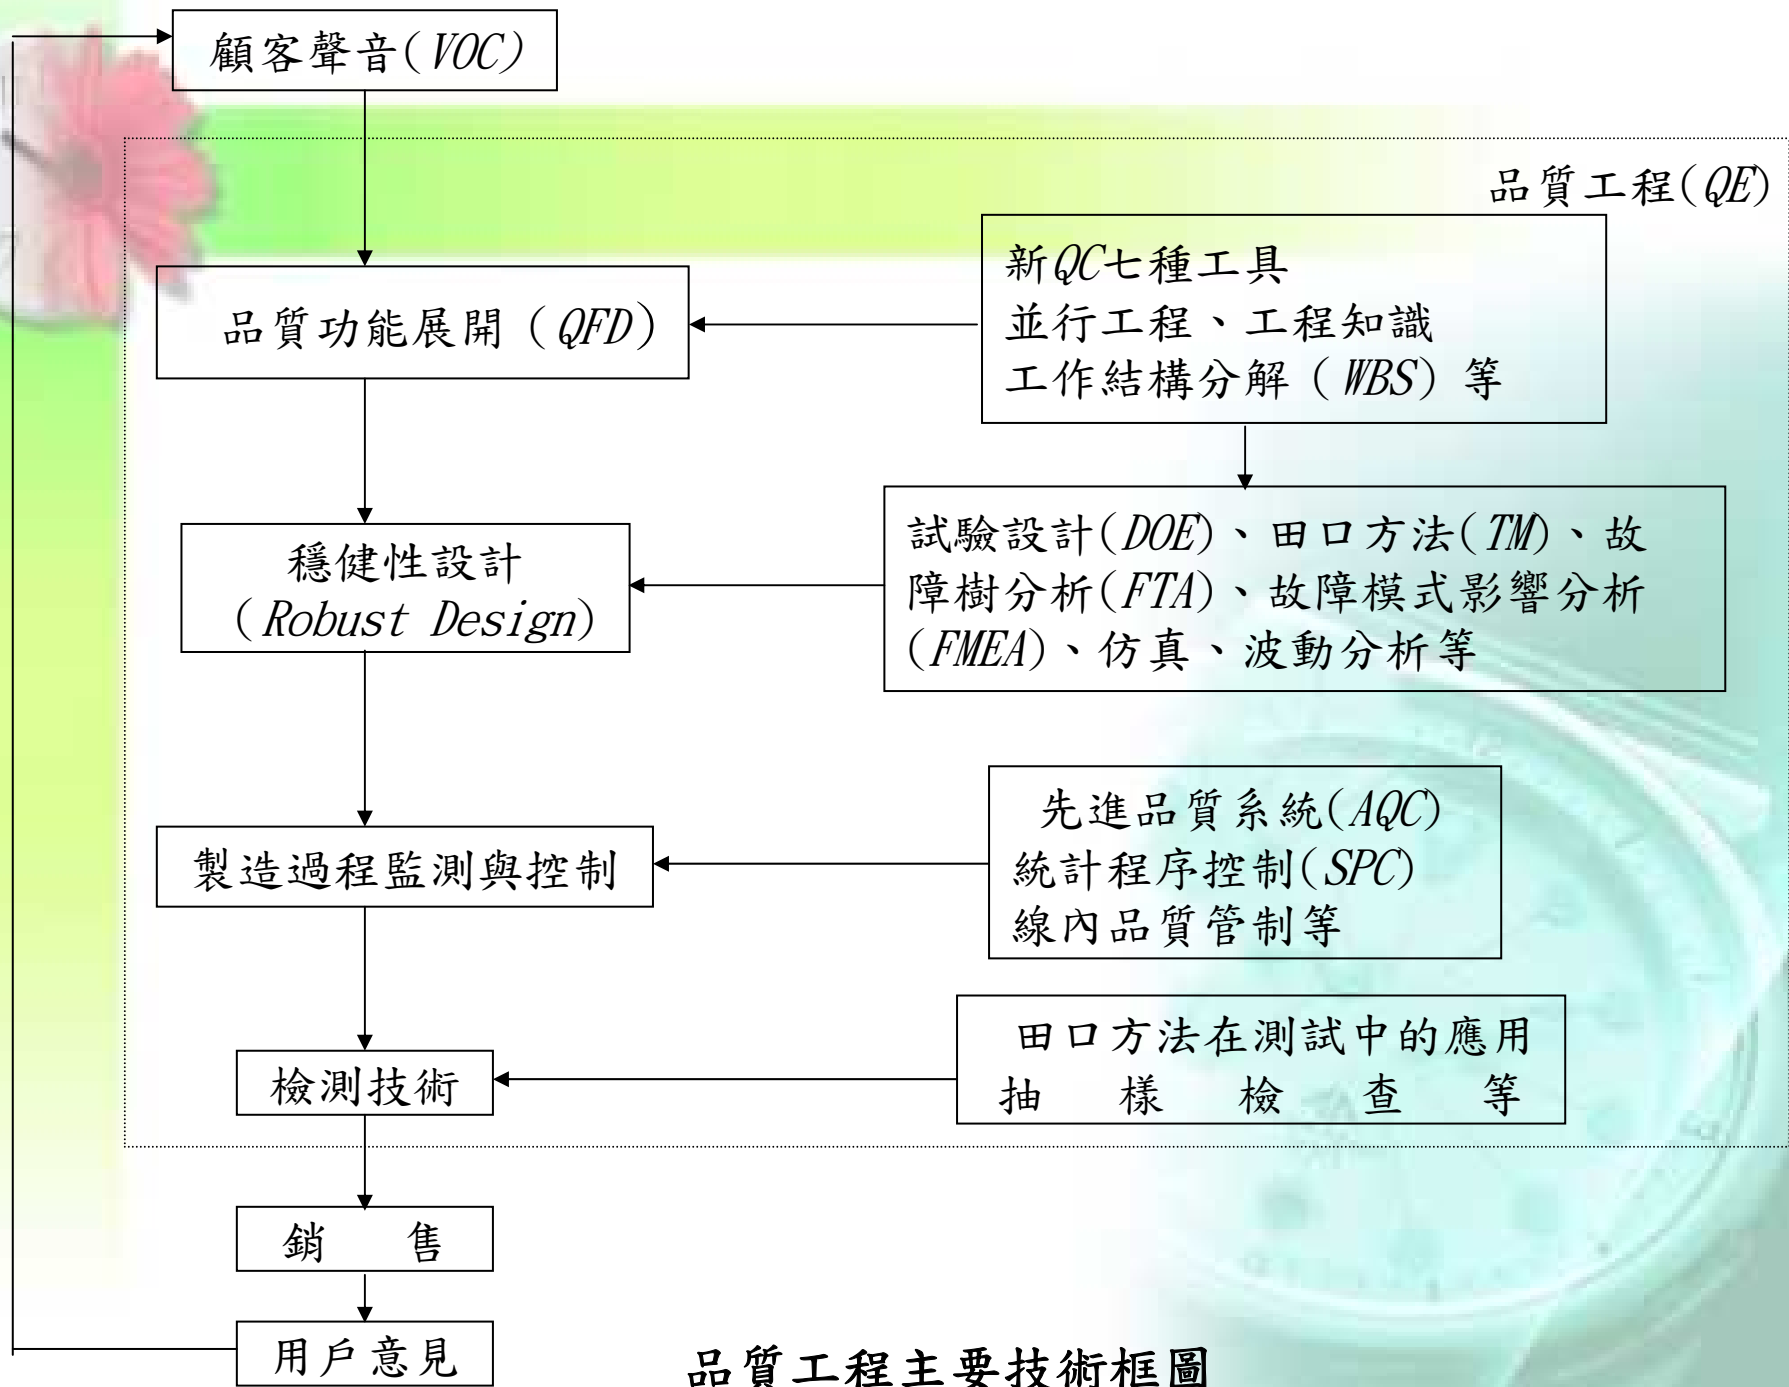 顧客聲音(VOC)
品質工程(QE)
新QC七種工具
並行工程、工程知識
工作結構分解(WBS)等
品質功能展開(QFD)
試驗設計(DOE)、田口方法(TM)、故
障樹分析(FTA)、故障模式影響分析
(FMEA)、仿真、波動分析等
穩健性設計
(Robust Design)
先進品質系統(AQC)
統計程序控制(SPC)
線內品質管制等
製造過程監測與控制
田口方法在測試中的應用
抽 樣 檢 查 等
檢測技術
銷 售
用戶意見
品質工程主要技術框圖